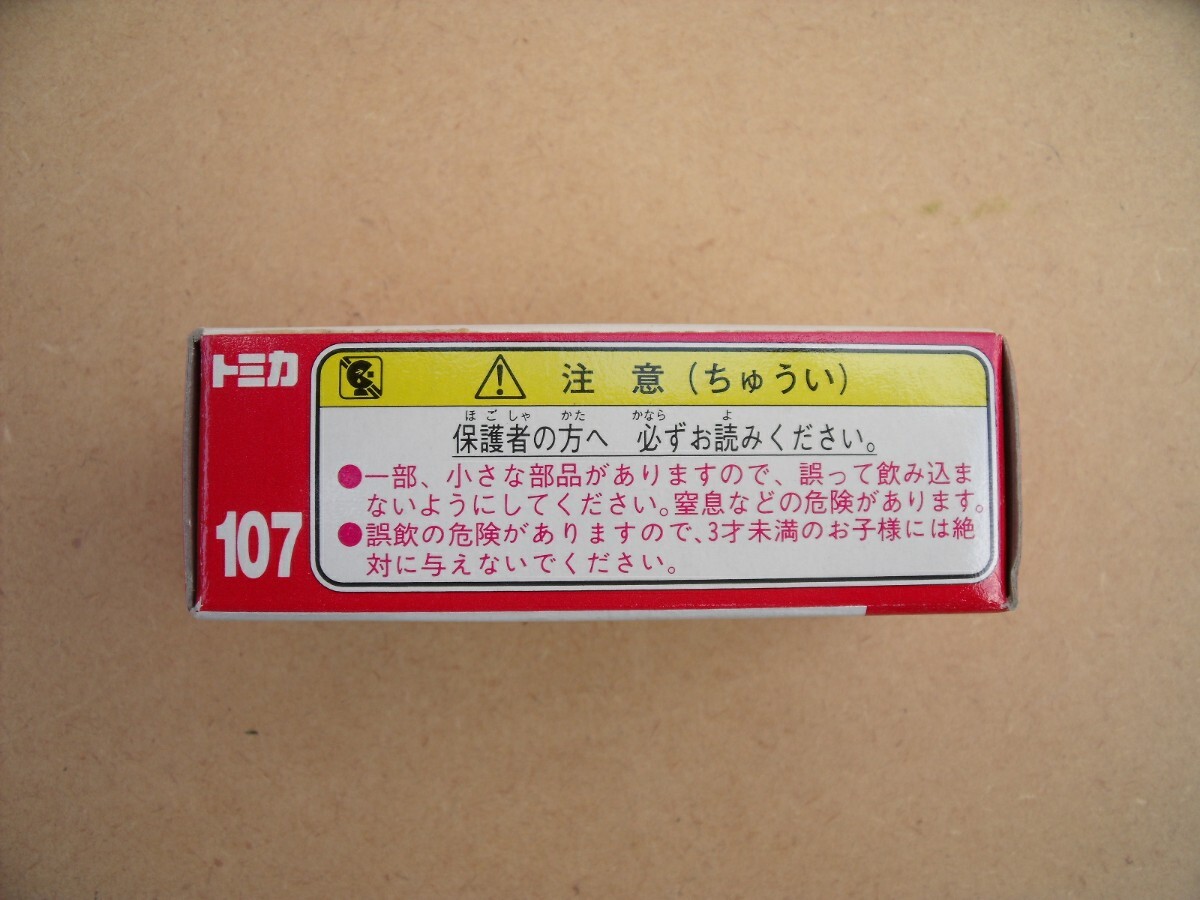 トミカ
107
注 意(ちゅうい)
ほ ご しゃ かた かなら よ
保護者の方へ 必ずお読みください。
●一部、小さな部品がありますので、誤って飲み込ま
ないようにしてください。窒息などの危険があります。
●誤飲の危険がありますので、3才未満のお子様には絶
対に与えないでください。